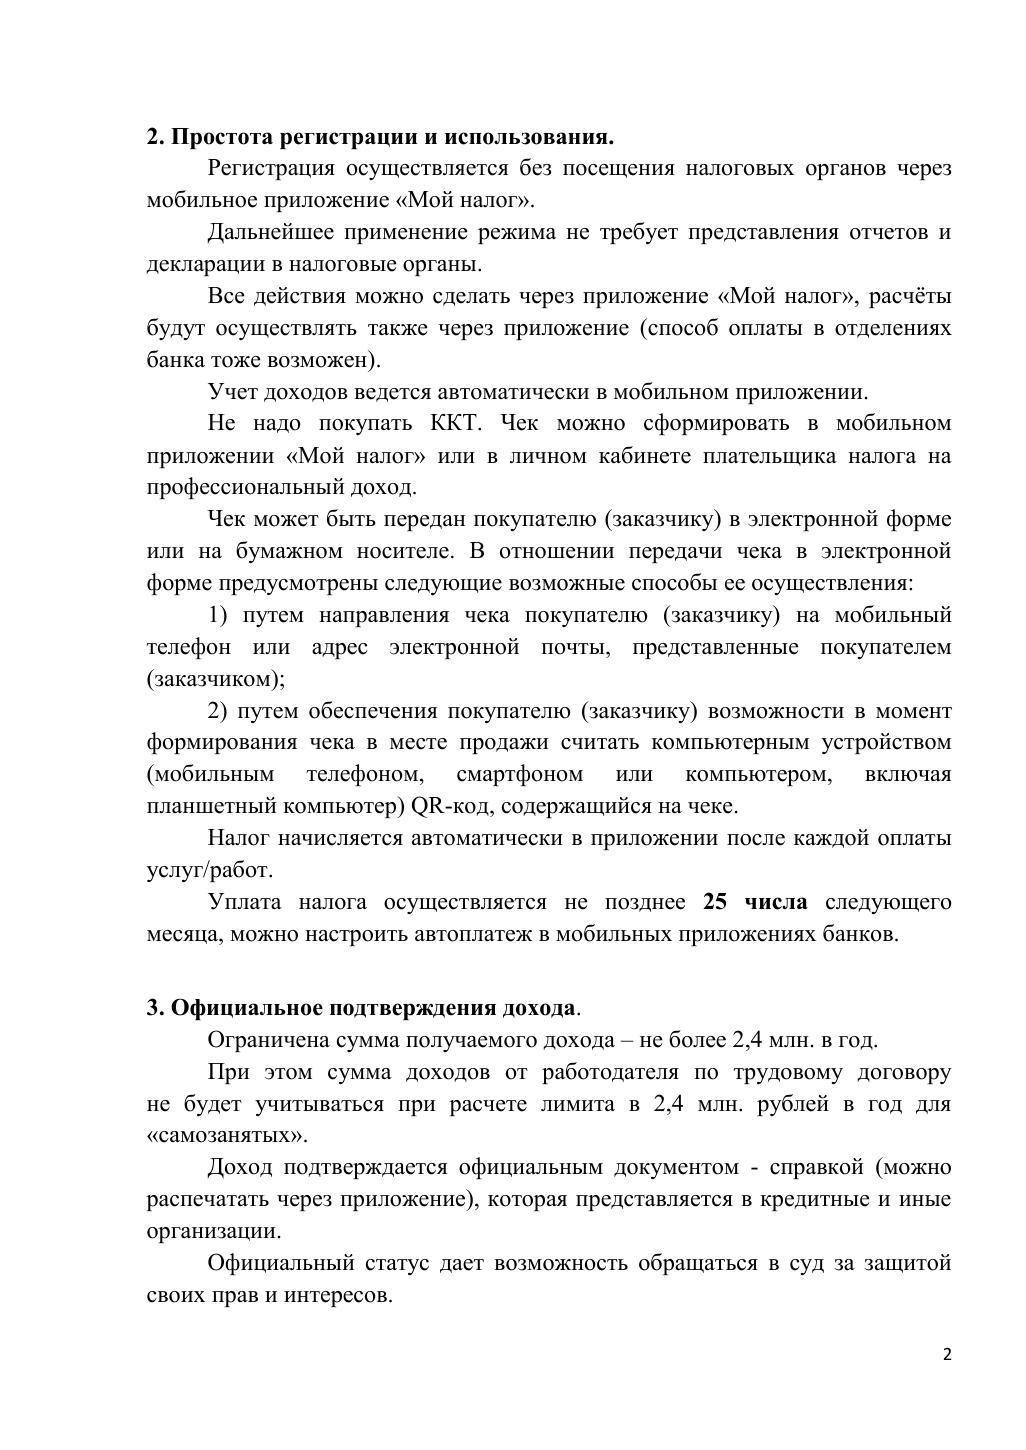 2. Простота регистрации и использования.
Регистрация осуществляется без посещения налоговых органов через
мобильное приложение «Мой налог».
Дальнейшее применение режима не требует представления отчетов и
декларации в налоговые органы.
Все действия можно сделать через приложение «Мой налог», расчёты
будут осуществлять также через приложение (способ оплаты в отделениях
банка тоже возможен).
Учет доходов ведется автоматически в мобильном приложении.
Не надо покупать ККТ. Чек можно сформировать в мобильном
приложении «Мой налог» или в личном кабинете плательщика налога на
профессиональный доход.
Чек может быть передан покупателю (заказчику) в электронной форме
или на бумажном носителе. В отношении передачи чека в электронной
форме предусмотрены следующие возможные способы ее осуществления:
1) путем направления чека покупателю (заказчику) на мобильный
телефон или адрес электронной почты, представленные покупателем
(заказчиком);
2) путем обеспечения покупателю (заказчику) возможности в момент
формирования чека в месте продажи считать компьютерным устройством
(мобильным телефоном, смартфоном или компьютером, включая
планшетный компьютер) QR-код, содержащийся на чеке.
Налог начисляется автоматически в приложении после каждой оплаты
услуг/работ.
Уплата налога осуществляется не позднее 25 числа следующего
месяца, можно настроить автоплатеж в мобильных приложениях банков.
3. Официальное подтверждения дохода.
Ограничена сумма получаемого дохода – не более 2,4 млн. в год.
При этом сумма доходов от работодателя по трудовому договору
не будет учитываться при расчете лимита в 2,4 млн. рублей в год для
«самозанятых».
Доход подтверждается официальным документом - справкой (можно
распечатать через приложение), которая представляется в кредитные и иные
организации.
Официальный статус дает возможность обращаться в суд за защитой
своих прав и интересов.
2